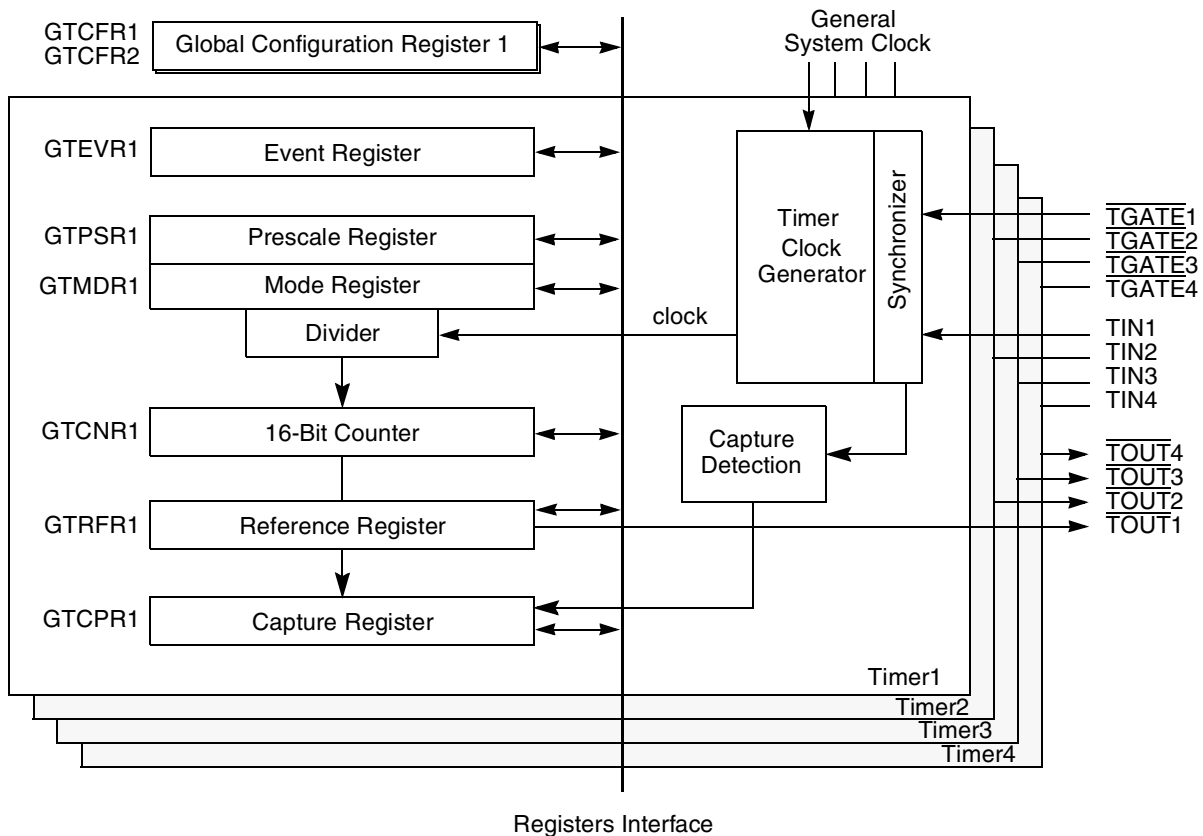 GTCFR1
GTCFR2
Global Configuration Register 1
General
System Clock
GTEVR1
Event Register
GTPSR1
Prescale Register
GTMDR1
Mode Register
Divider
clock
Timer
Clock
Generator
Synchronizer
TGATE1
TGATE2
TGATE3
TGATE4
TIN1
TIN2
TIN3
TIN4
GTCNR1
16-Bit Counter
Capture
Detection
TOUT4
TOUT3
TOUT2
TOUT1
GTRFR1
Reference Register
GTCPR1
Capture Register
Timer1
Timer2
Timer3
Timer4
Registers Interface